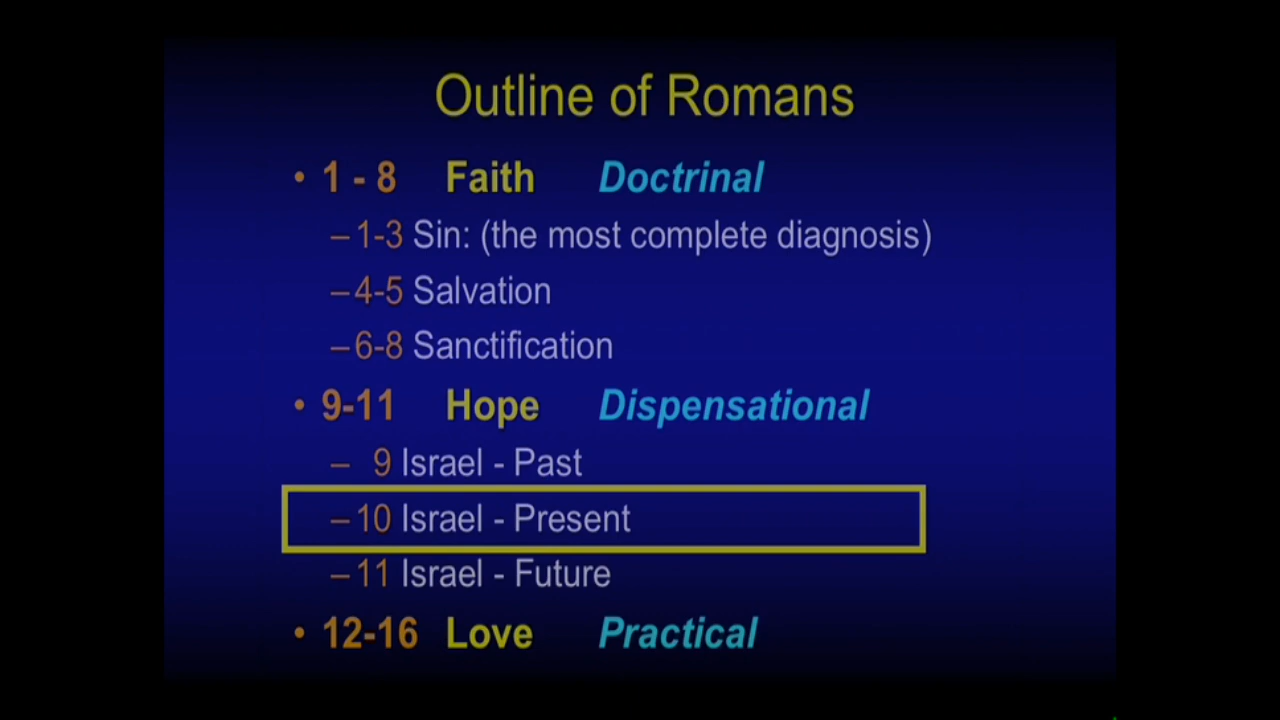 Outline of Romans
• 1 - 8 Faith Doctrinal
– 1-3 Sin: (the most complete diagnosis)
– 4-5 Salvation
– 6-8 Sanctification
• 9-11 Hope Dispensational
– 9 Israel - Past
– 10 Israel - Present
– 11 Israel - Future
• 12-16 Love Practical